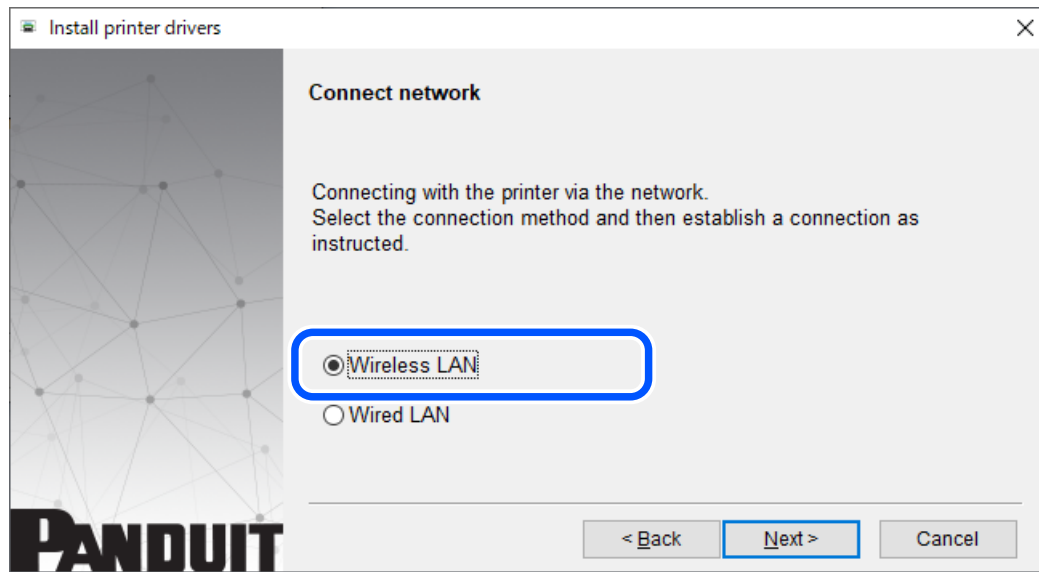 Install printer drivers
Connect network
Connecting with the printer via the network.
Select the connection method and then establish a connection as
instructed.
Wireless LAN
Wired LAN
PANDUIT
< Back
Next >
Cancel